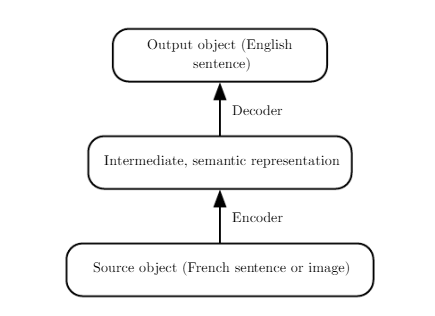 Output object (English
sentence)
Decoder
Intermediate, semantic representation
Encoder
Source object (French sentence or image)